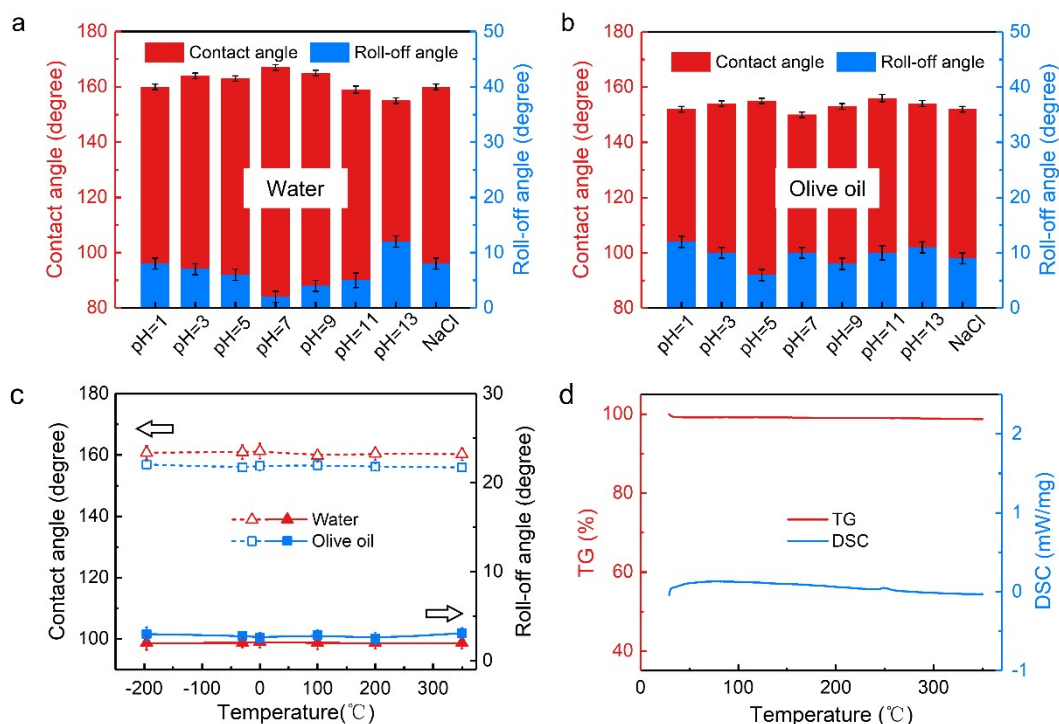 a
180
160
140
120
100
80
Contact angle (degree)
Contact angle
Roll-off angle
Water
50
40
30
20
10
0
Roll-off angle (degree)
pH=1
pH=3
pH=5
pH=7
pH=9
pH=11
pH=13
NaCl
b
180
160
140
120
100
80
Contact angle (degree)
Contact angle
Roll-off angle
Olive oil
50
40
30
20
10
0
Roll-off angle (degree)
pH=1
pH=3
pH=5
pH=7
pH=9
pH=11
pH=13
NaCl
c
180
160
140
120
100
Contact angle (degree)
Water
Olive oil
30
20
10
0
Roll-off angle (degree)
-200
-100
0
100
200
300
Temperature(℃)
d
100
80
60
40
TG (%)
TG
DSC
2
1
0
-1
DSC (mW/mg)
0
100
200
300
Temperature (℃)